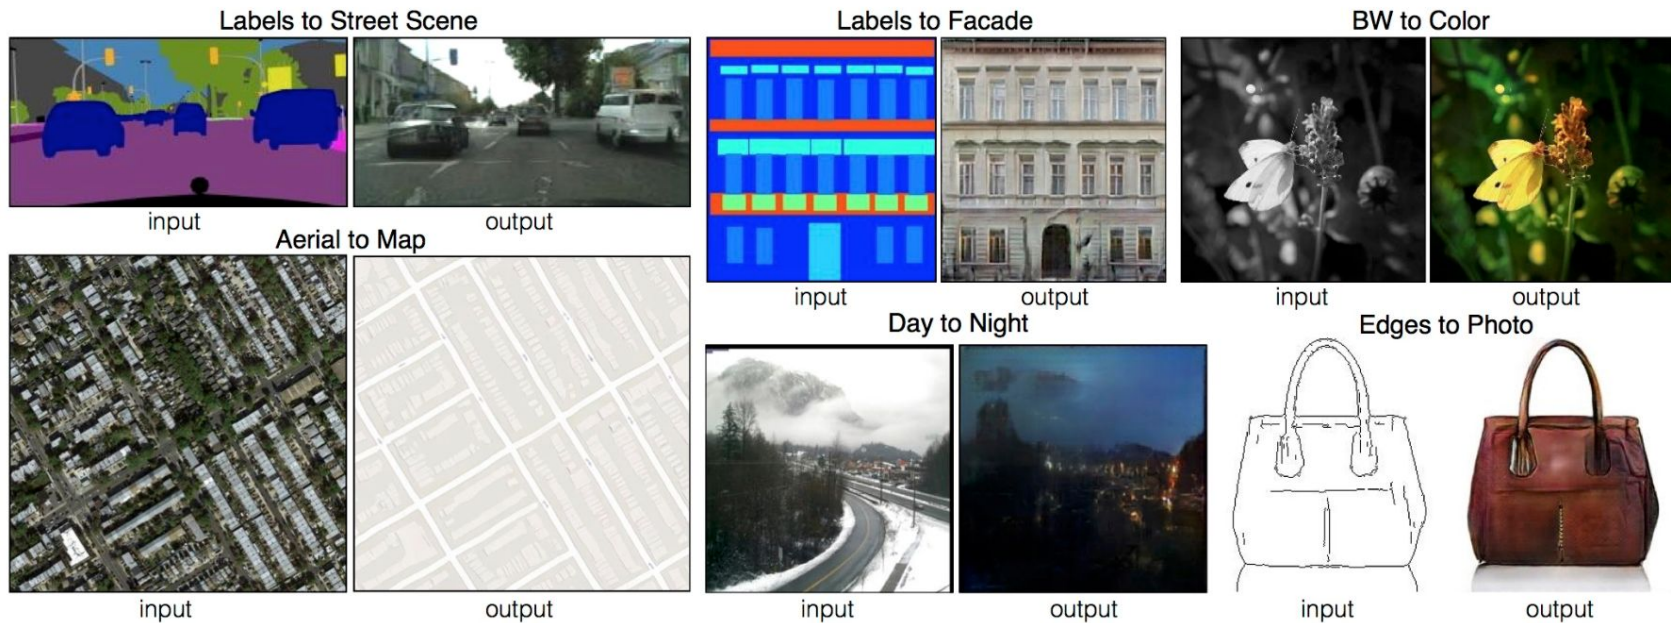 Labels to Street Scene
input
output
Aerial to Map
input
output
Labels to Facade
input
output
BW to Color
input
output
Day to Night
input
output
Edges to Photo
input
output